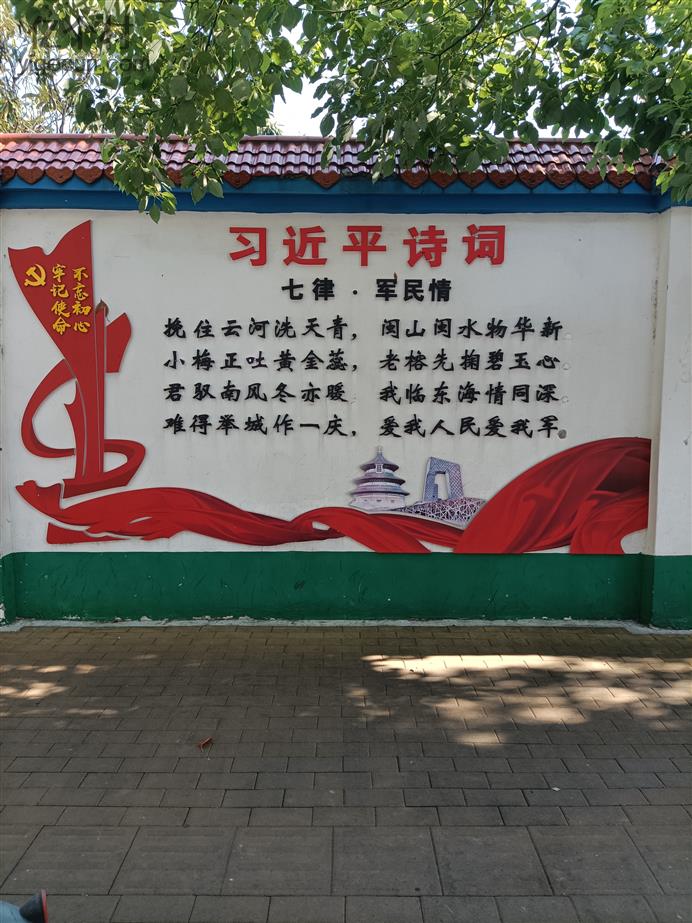 习近平诗词
七律·军民情
挽住云河洗天青，闽山闽水物华新
小梅正吐黄金蕊，老榕先掬碧玉心
君驭南风冬亦暖 我临东海情同深
难得举城作一庆，爱我人民爱我军
不忘初心
牢记使命